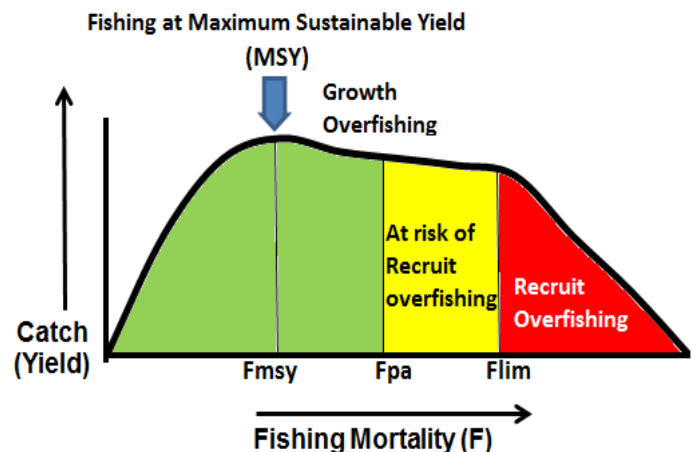 Fishing at Maximum Sustainable Yield
(MSY)
Growth
Overfishing
At risk of
Recruit
overfishing
Recruit
Overfishing
Catch
(Yield)
Fmsy
Fpa
Flim
Fishing Mortality (F)